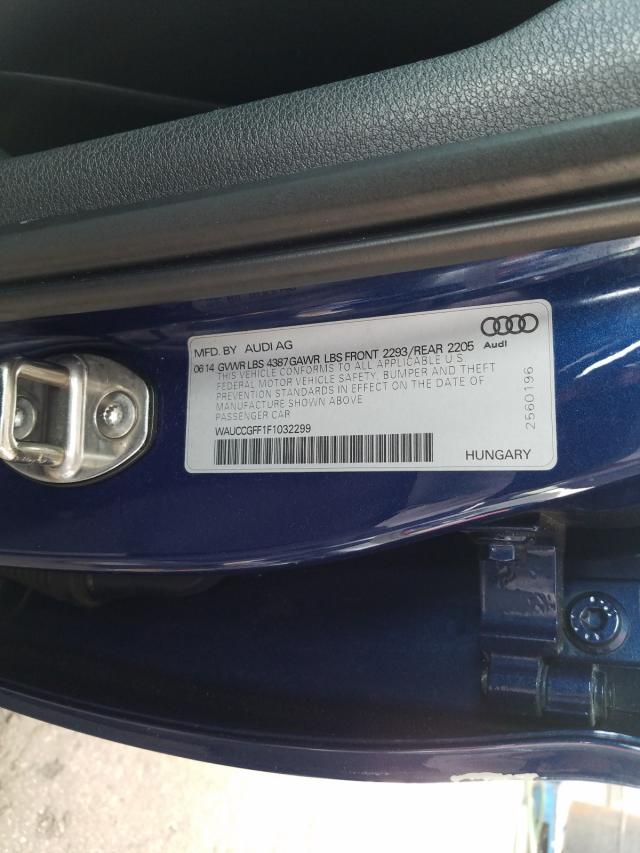 MFD. BY AUDI AG
0614 GVWR LBS 4387 GAWR LBS FRONT 2293/REAR 2205
THIS VEHICLE CONFORMS TO ALL APPLICABLE U.S.
FEDERAL MOTOR VEHICLE SAFETY, BUMPER AND THEFT
PREVENTION STANDARDS IN EFFECT ON THE DATE OF
MANUFACTURE SHOWN ABOVE
PASSENGER CAR
WAUCCGFF1F1032299
HUNGARY
Audi
2560196